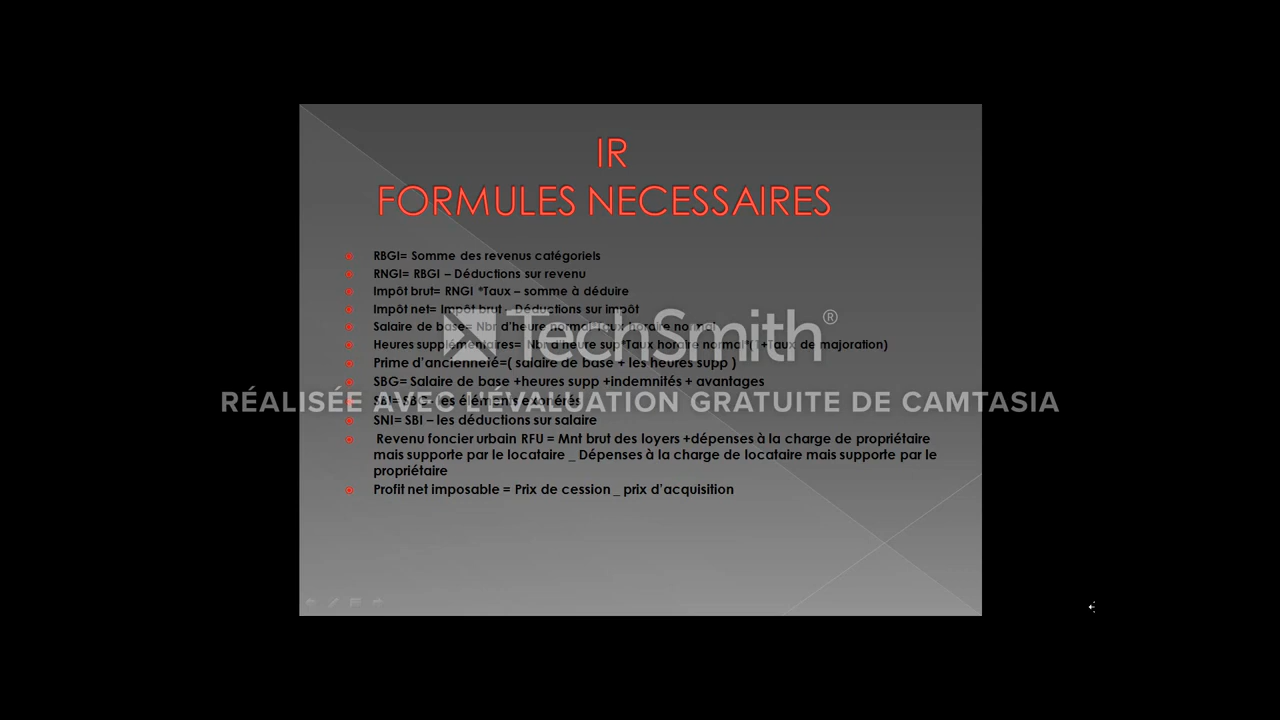 IR
FORMULES NECESSAIRES
RBGI= Somme des revenus catégoriels
RNGI= RBGI – Déductions sur revenu
Impôt brut= RNGI *Taux – somme à déduire
Impôt net= Impôt brut - Déductions sur impôt
Salaire de base= Nbr d'heure normal*Taux horaire normal
Heures supplémentaires= Nbr d'heure sup*Taux horaire normal*(1+Taux de majoration)
Prime d'ancienneté=( salaire de base + les heures supp )
SBG= Salaire de base +heures supp +indemnités + avantages
SBI= SBG- les éléments exonérés
SNI= SBI – les déductions sur salaire
Revenu foncier urbain RFU = Mnt brut des loyers +dépenses à la charge de propriétaire
mais supporte par le locataire _ Dépenses à la charge de locataire mais supporte par le
propriétaire
Profit net imposable = Prix de cession _ prix d'acquisition
TechSmith®
RÉALISÉE AVEC L'ÉVALUATION GRATUITE DE CAMTASIA